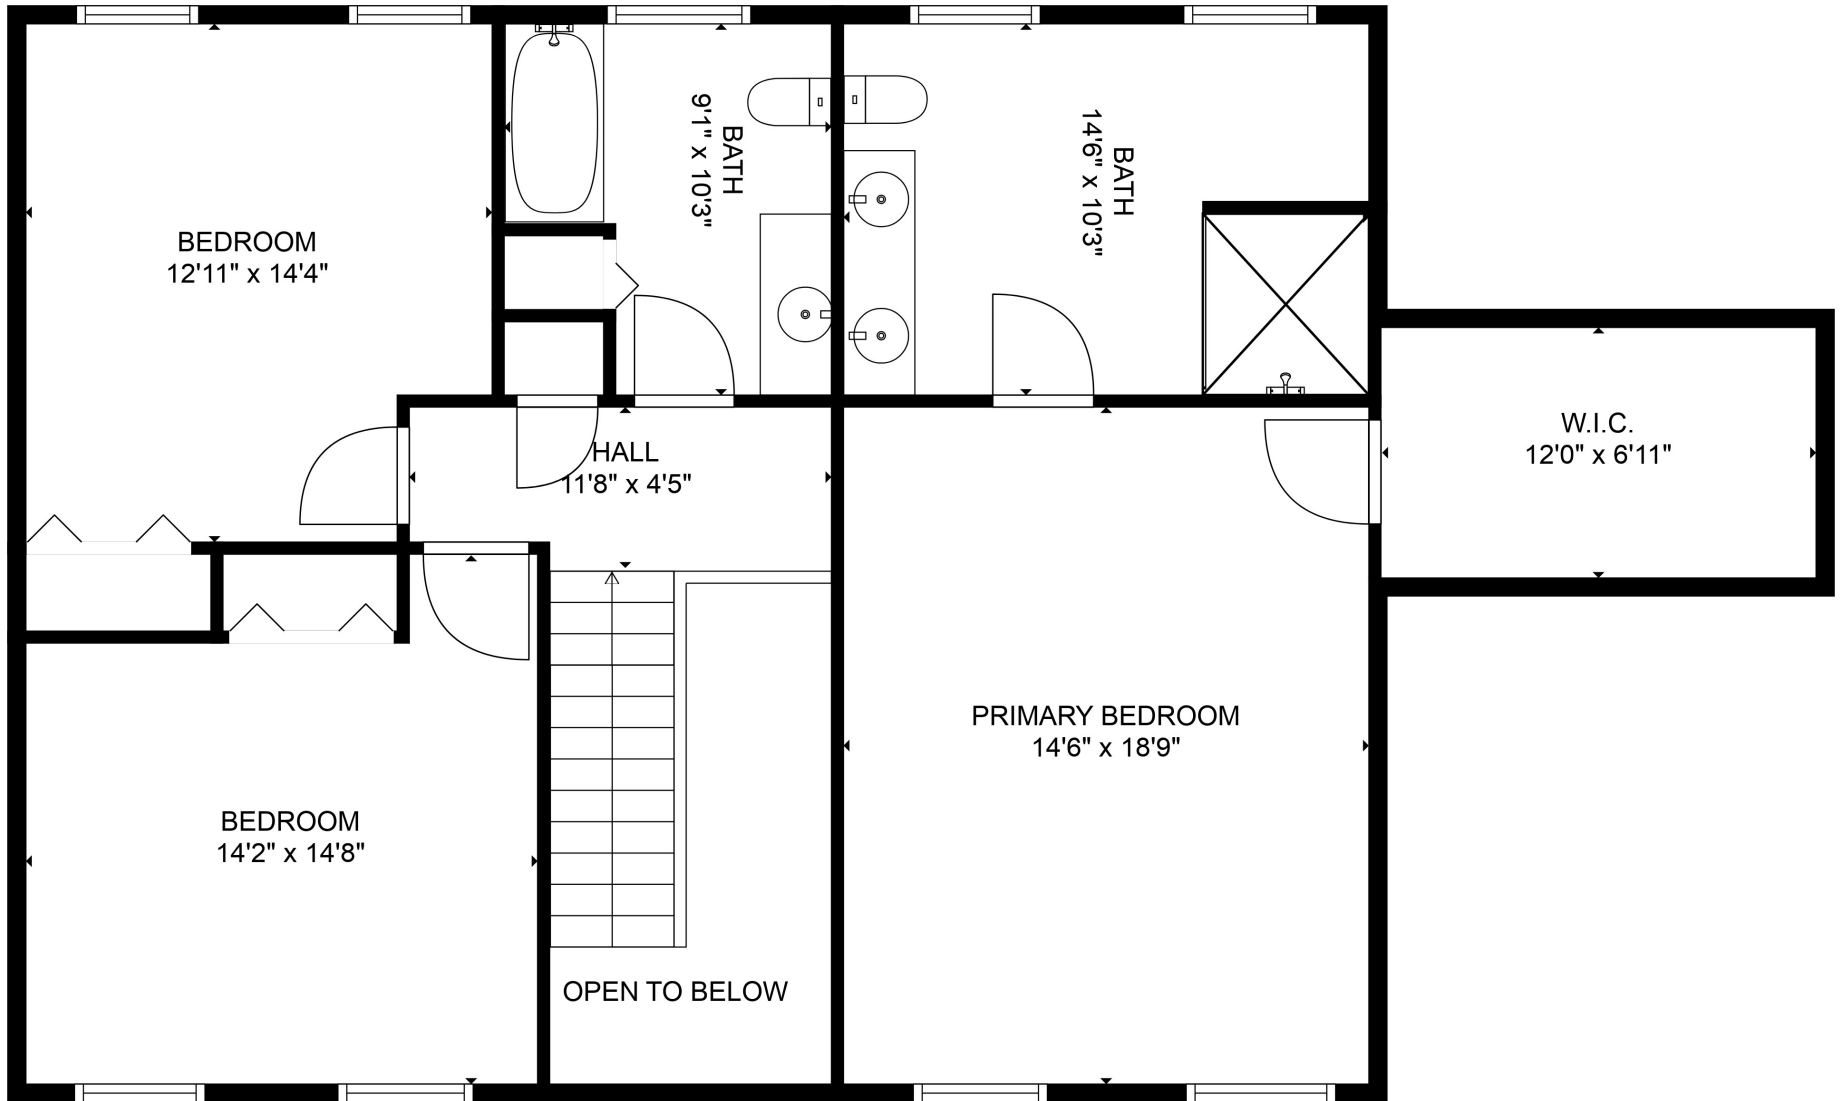 BATH
9'1" x 10'3"
BATH
14'6" x 10'3"
BEDROOM
12'11" x 14'4"
HALL
11'8" x 4'5"
W.I.C.
12'0" x 6'11"
PRIMARY BEDROOM
14'6" x 18'9"
BEDROOM
14'2" x 14'8"
OPEN TO BELOW